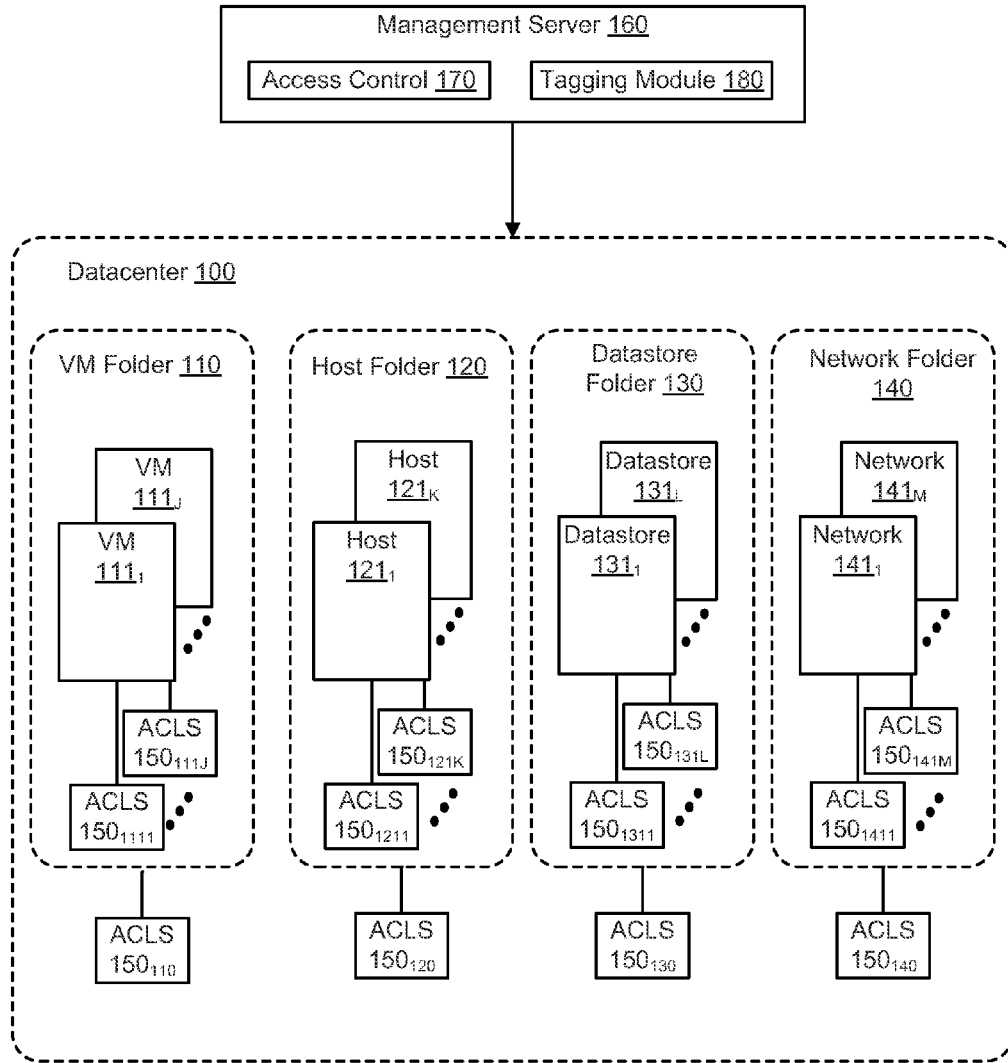 Management Server 160
Access Control 170
Tagging Module 180
Datacenter 100
VM Folder 110
VM
111J
VM
1111
ACLS
150111J
ACLS
1501111
ACLS
150110
Host Folder 120
Host
121K
Host
1211
ACLS
150121K
ACLS
1501211
ACLS
150120
Datastore
Folder 130
Datastore
131L
Datastore
1311
ACLS
150131L
ACLS
1501311
ACLS
150130
Network Folder
140
Network
141M
Network
1411
ACLS
150141M
ACLS
1501411
ACLS
150140